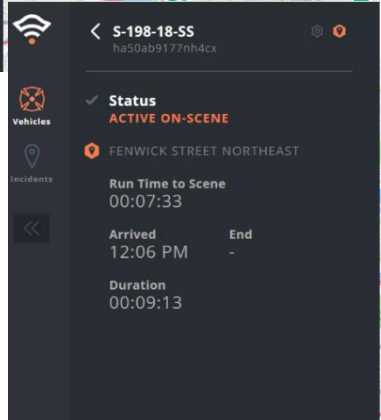 S-198-18-SS
ha50ab9177nh4cx
Vehicles
Status
ACTIVE ON-SCENE
Incidents
FENWICK STREET NORTHEAST
Run Time to Scene
00:07:33
Arrived End
12:06 PM -
Duration
00:09:13